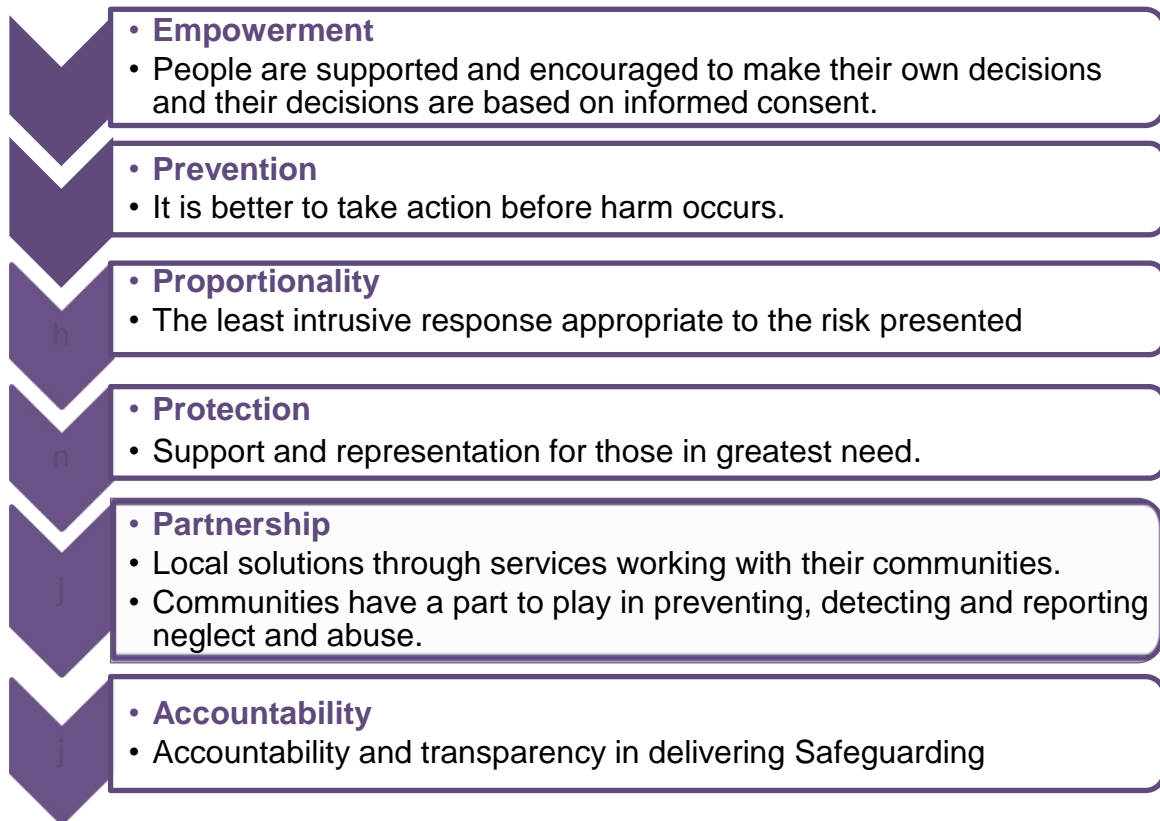 • Empowerment
• People are supported and encouraged to make their own decisions
and their decisions are based on informed consent.
• Prevention
• It is better to take action before harm occurs.
• Proportionality
h
• The least intrusive response appropriate to the risk presented
• Protection
n
• Support and representation for those in greatest need.
• Partnership
• Local solutions through services working with their communities.
j
• Communities have a part to play in preventing, detecting and reporting
neglect and abuse.
• Accountability
j
• Accountability and transparency in delivering Safeguarding